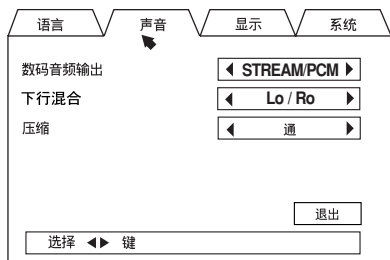 语言 声音 显示 系统
数码音频输出 STREAM/PCM
下行混合 Lo / Ro
压缩 通
退出
选择 键